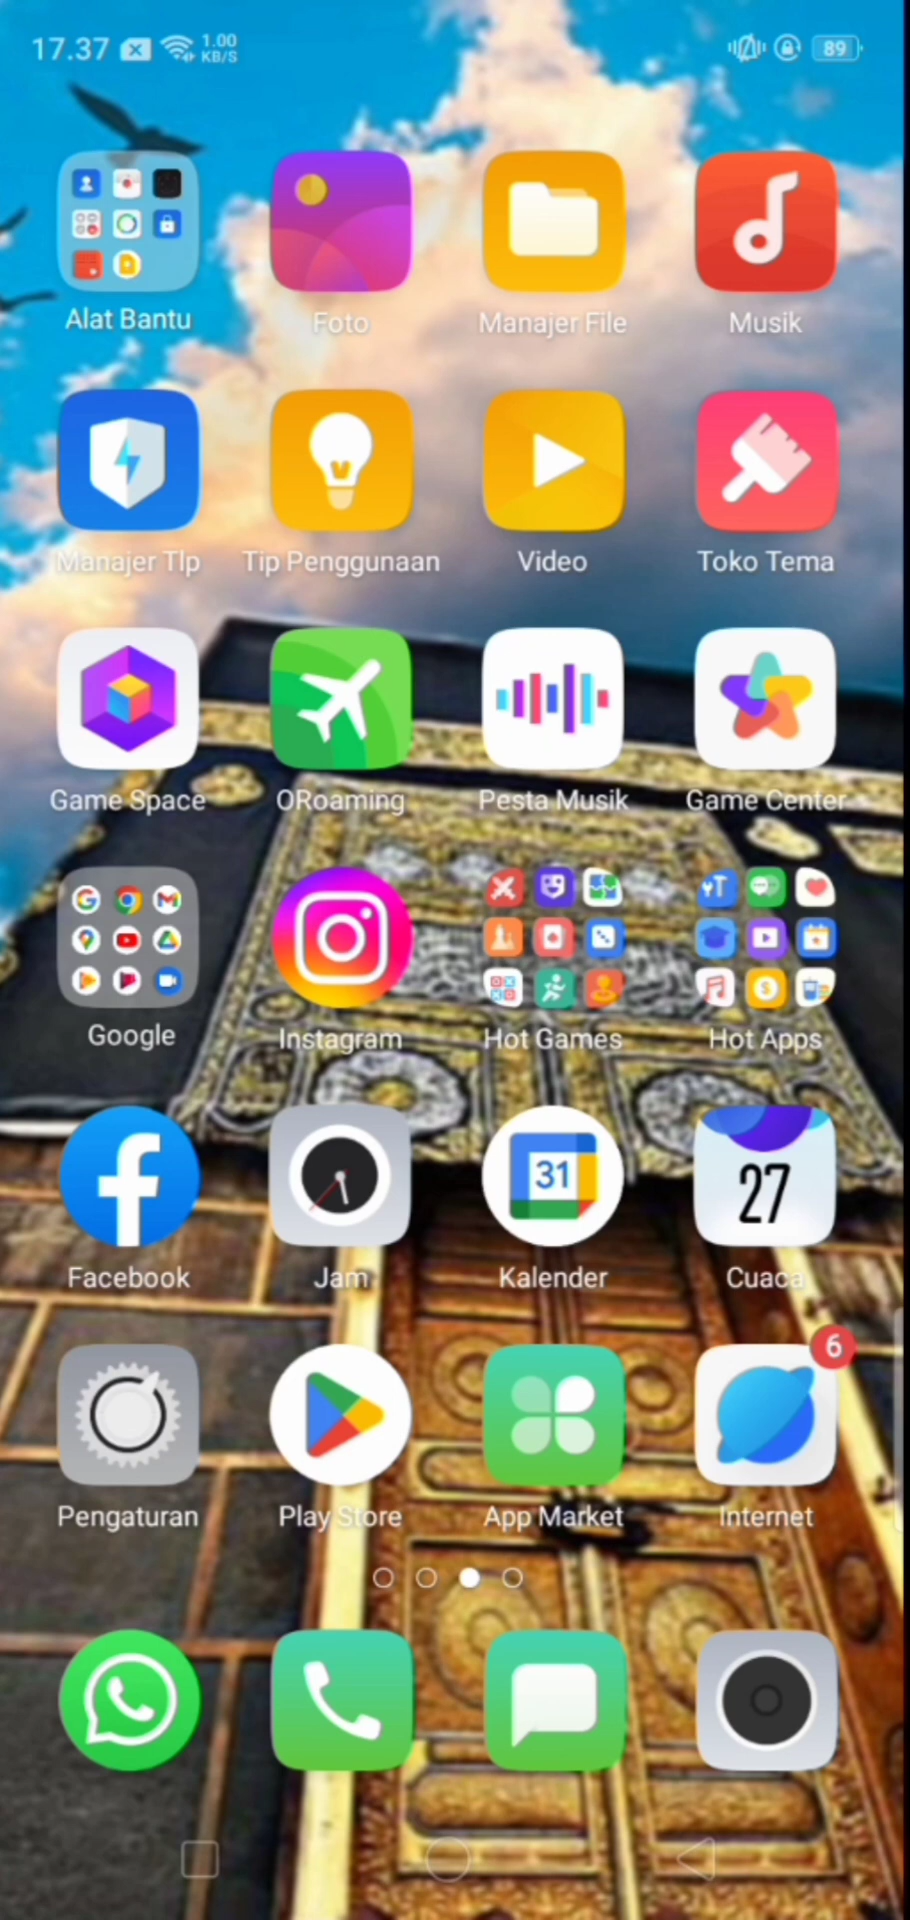 17.37 1.00 KB/S 89
Alat Bantu Foto Manajer File Musik
Manajer Tlp Tip Penggunaan Video Toko Tema
Game Space ORoaming Pesta Musik Game Center
Google Instagram Hot Games Hot Apps
31 27
Facebook Jam Kalender Cuaca
6
Pengaturan Play Store App Market Internet